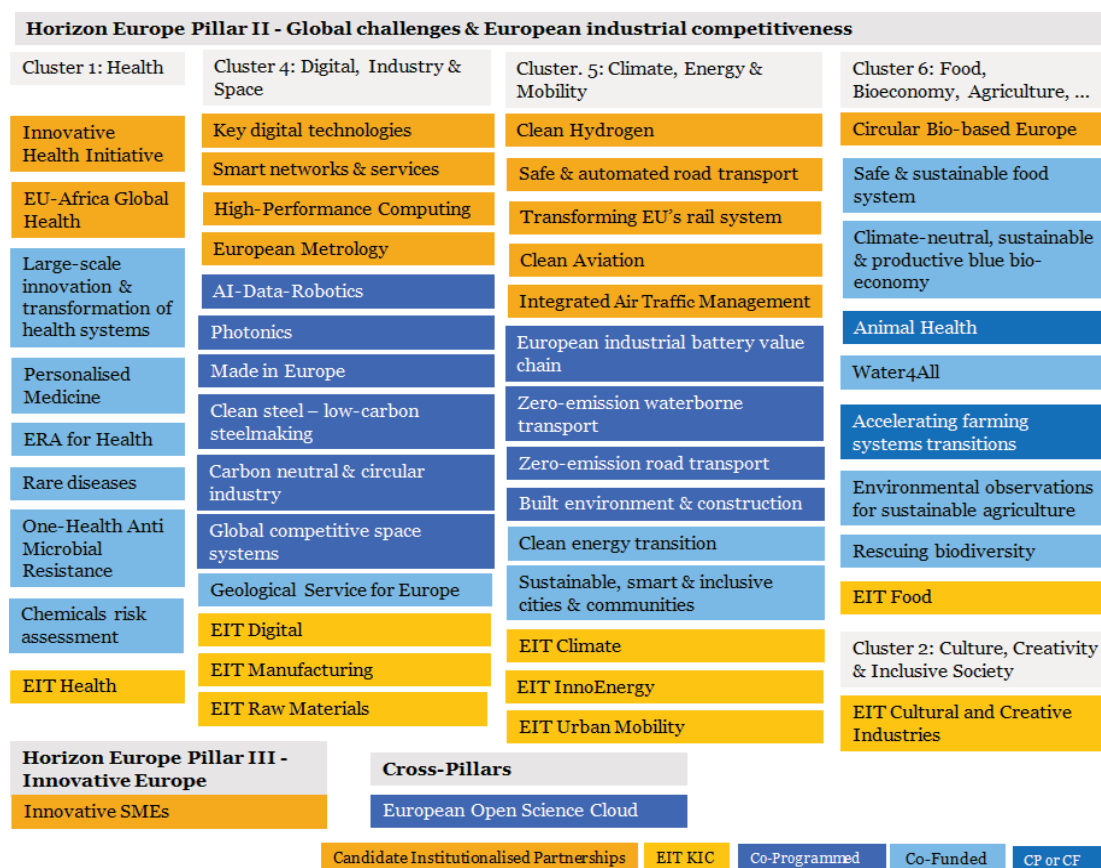 Horizon Europe Pillar II - Global challenges & European industrial competitiveness
Cluster 1: Health
Innovative
Health Initiative
EU-Africa Global
Health
Large-scale
innovation &
transformation of
health systems
Personalised
Medicine
ERA for Health
Rare diseases
One-Health Anti
Microbial
Resistance
Chemicals risk
assessment
EIT Health
Cluster 4: Digital, Industry &
Space
Key digital technologies
Smart networks & services
High-Performance Computing
European Metrology
AI-Data-Robotics
Photonics
Made in Europe
Clean steel – low-carbon
steelmaking
Carbon neutral & circular
industry
Global competitive space
systems
Geological Service for Europe
EIT Digital
EIT Manufacturing
EIT Raw Materials
Cluster. 5: Climate, Energy &
Mobility
Clean Hydrogen
Safe & automated road transport
Transforming EU's rail system
Clean Aviation
Integrated Air Traffic Management
European industrial battery value
chain
Zero-emission waterborne
transport
Zero-emission road transport
Built environment & construction
Clean energy transition
Sustainable, smart & inclusive
cities & communities
EIT Climate
EIT InnoEnergy
EIT Urban Mobility
Cluster 6: Food,
Bioeconomy, Agriculture, ...
Circular Bio-based Europe
Safe & sustainable food
system
Climate-neutral, sustainable
& productive blue bio-
economy
Animal Health
Water4All
Accelerating farming
systems transitions
Environmental observations
for sustainable agriculture
Rescuing biodiversity
EIT Food
Cluster 2: Culture, Creativity
& Inclusive Society
EIT Cultural and Creative
Industries
Horizon Europe Pillar III -
Innovative Europe
Innovative SMEs
Cross-Pillars
European Open Science Cloud
Candidate Institutionalised Partnerships
EIT KIC
Co-Programmed
Co-Funded
CP or CF